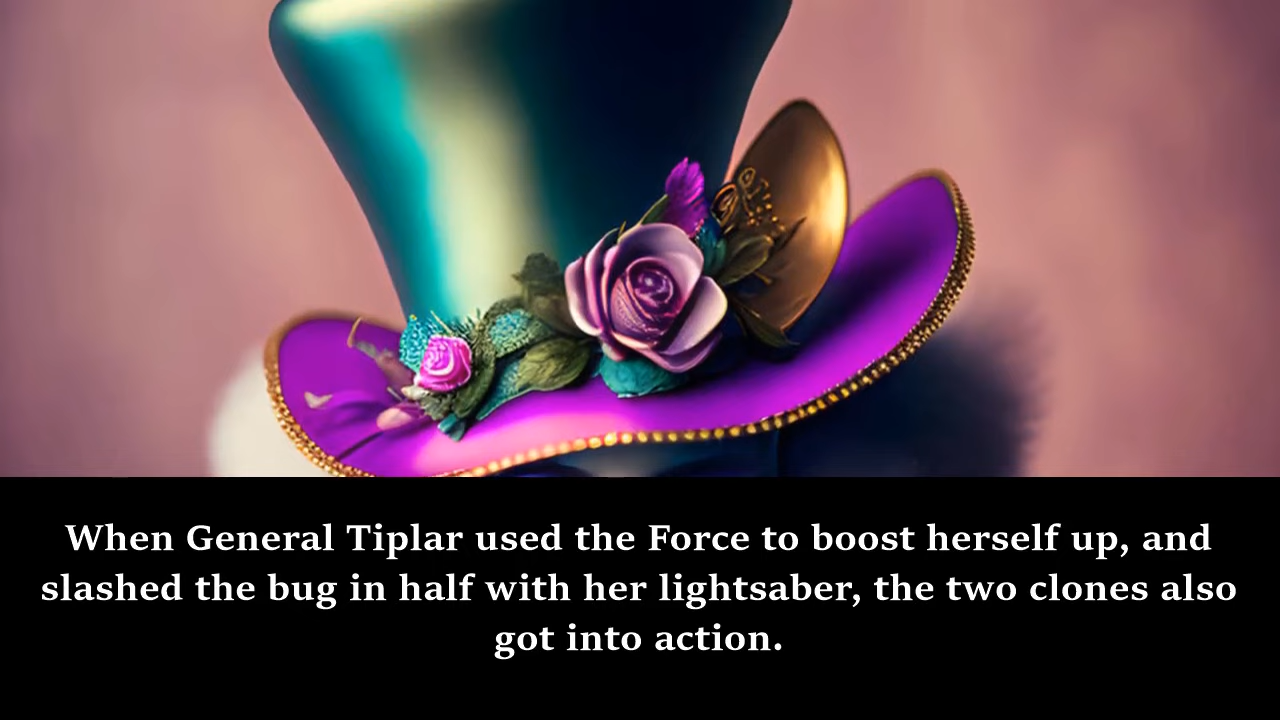 When General Tiplar used the Force to boost herself up, and
slashed the bug in half with her lightsaber, the two clones also
got into action.